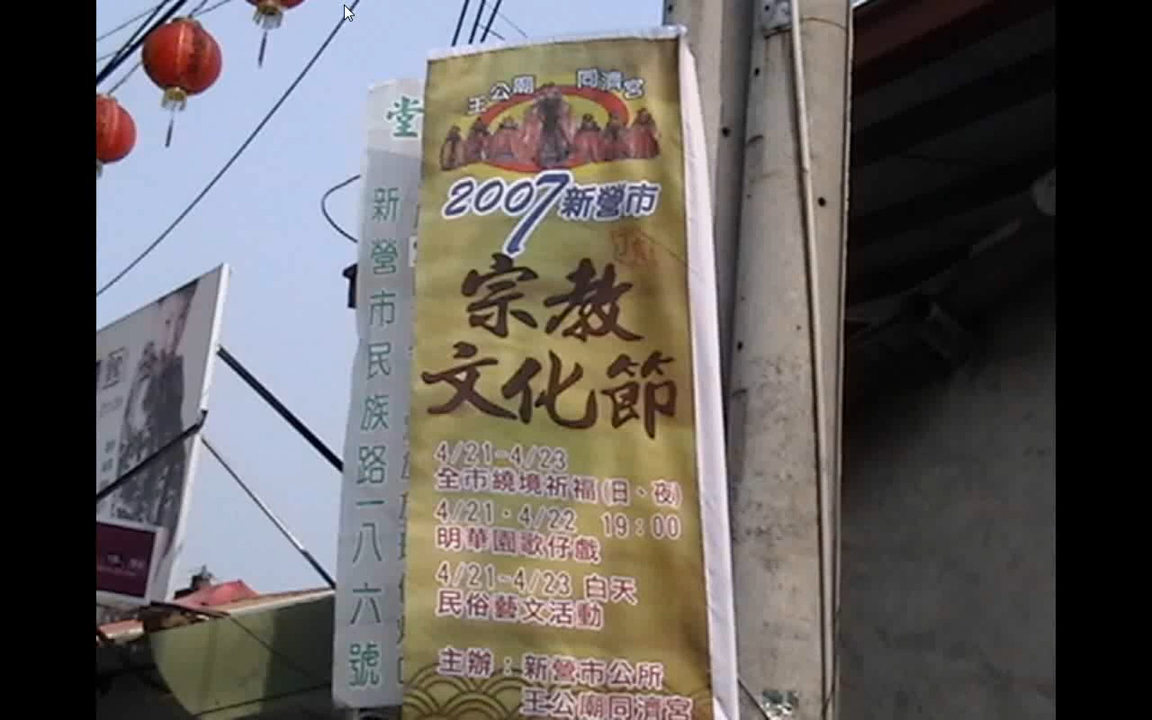 王公廟 同濟宮
2007新營市
宗教
文化節
4/21-4/23
全市繞境祈福(日、夜)
4/21、4/22 19:00
明華園歌仔戲
4/21-4/23 白天
民俗藝文活動
主辦：新營市公所
王公廟同濟宮
堂
新營市民族路一八六號